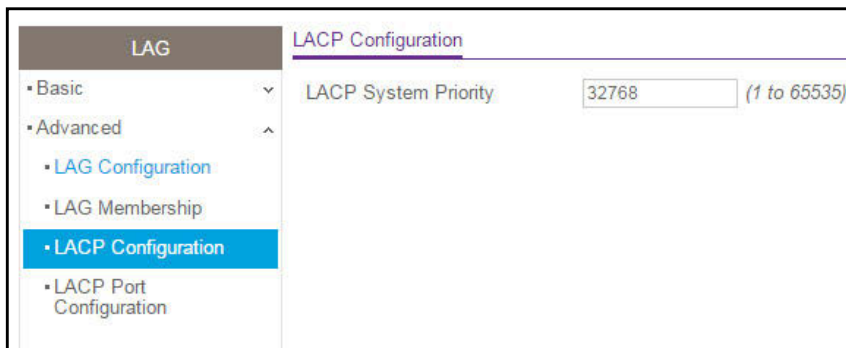 LAG
Basic
Advanced
LAG Configuration
LAG Membership
LACP Configuration
LACP Port
Configuration
LACP Configuration
LACP System Priority 32768 (1 to 65535)